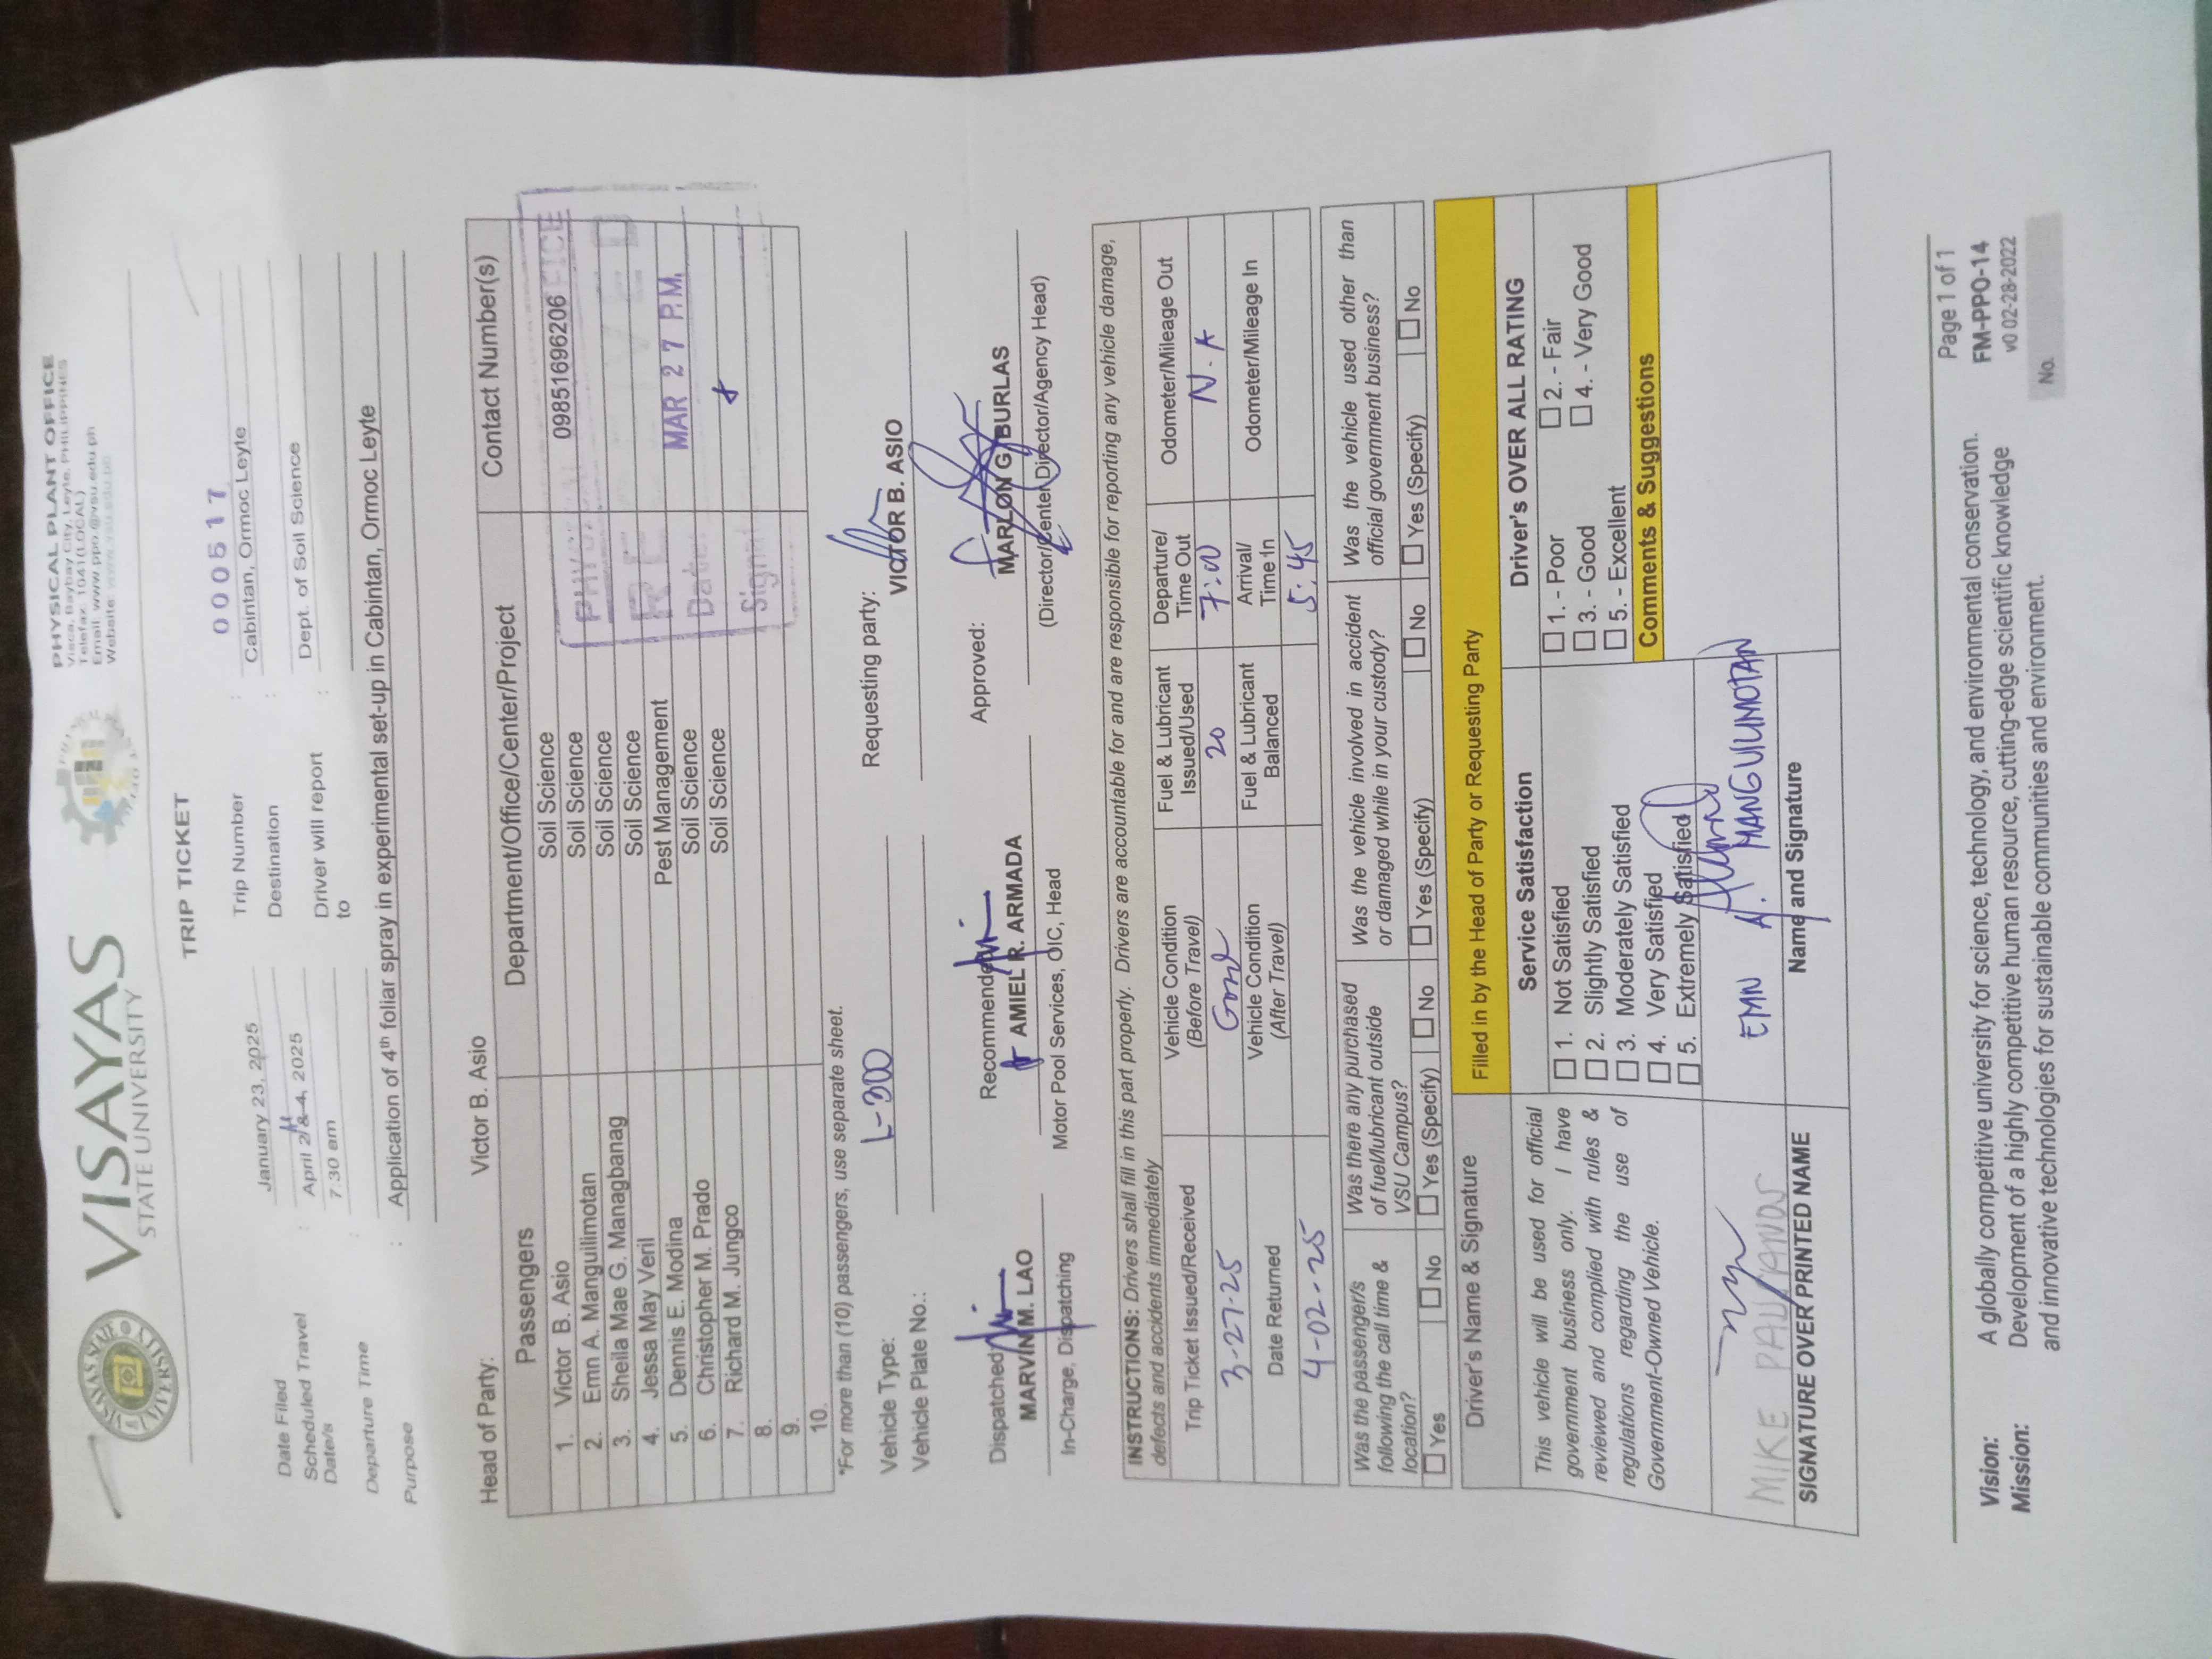 VISAYAS
STATE UNIVERSITY
PHYSICAL PLANT OFFICE
Visca, Baybay City, Leyte, PHILIPPINES
Telefax: 1041 (LOCAL)
Email: www.ppo.@vsu.edu.ph
Website: www.vsu.edu.ph
TRIP TICKET
000517
Date Filed January 23, 2025 Trip Number :
Scheduled Travel Date/s : April 2 & 4, 2025 Destination : Cabintan, Ormoc Leyte
Departure Time : 7:30 am Driver will report to : Dept. of Soil Science
Purpose : Application of 4th foliar spray in experimental set-up in Cabintan, Ormoc Leyte
Head of Party: Victor B. Asio
Passengers Department/Office/Center/Project Contact Number(s)
1. Victor B. Asio Soil Science 09851696206
2. Emn A. Manguilimotan Soil Science
3. Sheila Mae G. Managbanag Soil Science
4. Jessa May Veril Soil Science
5. Dennis E. Modina Pest Management
6. Christopher M. Prado Soil Science
7. Richard M. Jungco Soil Science
8.
9.
10.
MAR 27 P.M.
*For more than (10) passengers, use separate sheet.
Vehicle Type: L-300 Requesting party:
VICTOR B. ASIO
Vehicle Plate No.:
Dispatched Recommended Approved:
MARVIN M. LAO AMIEL R. ARMADA MARLON G. BURLAS
In-Charge, Dispatching Motor Pool Services, OIC, Head (Director/Center Director/Agency Head)
INSTRUCTIONS: Drivers shall fill in this part properly. Drivers are accountable for and are responsible for reporting any vehicle damage,
defects and accidents immediately
Trip Ticket Issued/Received Vehicle Condition (Before Travel) Fuel & Lubricant Issued/Used Departure/ Time Out Odometer/Mileage Out
3-27-25 Good 20 7:00 N.A
Date Returned Vehicle Condition (After Travel) Fuel & Lubricant Balanced Arrival/ Time In Odometer/Mileage In
4-02-25 5:45
Was the passenger/s following the call time & location? Was there any purchased of fuel/lubricant outside VSU Campus? Was the vehicle involved in accident or damaged while in your custody? Was the vehicle used other than official government business?
Yes No Yes (Specify) No Yes (Specify) No Yes (Specify) No
Driver's Name & Signature Filled in by the Head of Party or Requesting Party
This vehicle will be used for official
government business only. I have
reviewed and complied with rules &
regulations regarding the use of
Government-Owned Vehicle.
Service Satisfaction
1. Not Satisfied
2. Slightly Satisfied
3. Moderately Satisfied
4. Very Satisfied
5. Extremely Satisfied
Driver's OVER ALL RATING
1. - Poor 2. - Fair
3. - Good 4. - Very Good
5. - Excellent
Comments & Suggestions
EMN A. MANGUILIMOTAN
SIGNATURE OVER PRINTED NAME Name and Signature
Vision: A globally competitive university for science, technology, and environmental conservation.
Mission: Development of a highly competitive human resource, cutting-edge scientific knowledge
and innovative technologies for sustainable communities and environment.
Page 1 of 1
FM-PPO-14
v0 02-28-2022
No.